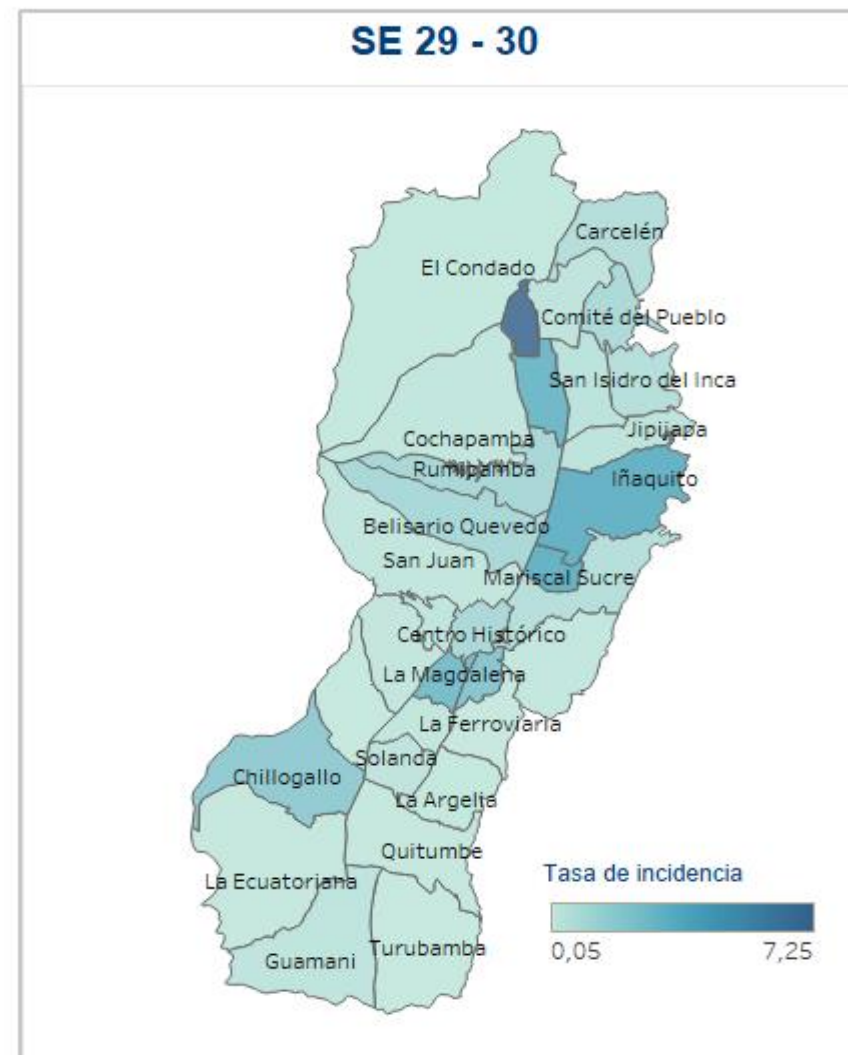 SE 29 - 30
Carcelén
El Condado
Comité del Pueblo
San Isidro del Inca
Jipijapa
Cochapamba
Rumipamba
Iñaquito
Belisario Quevedo
San Juan
Mariscal Sucre
Centro Histórico
La Magdalena
La Ferroviaria
Solanda
Chillogallo
La Argelia
Quitumbe
La Ecuatoriana
Turubamba
Guamani
Tasa de incidencia
0,05 7,25